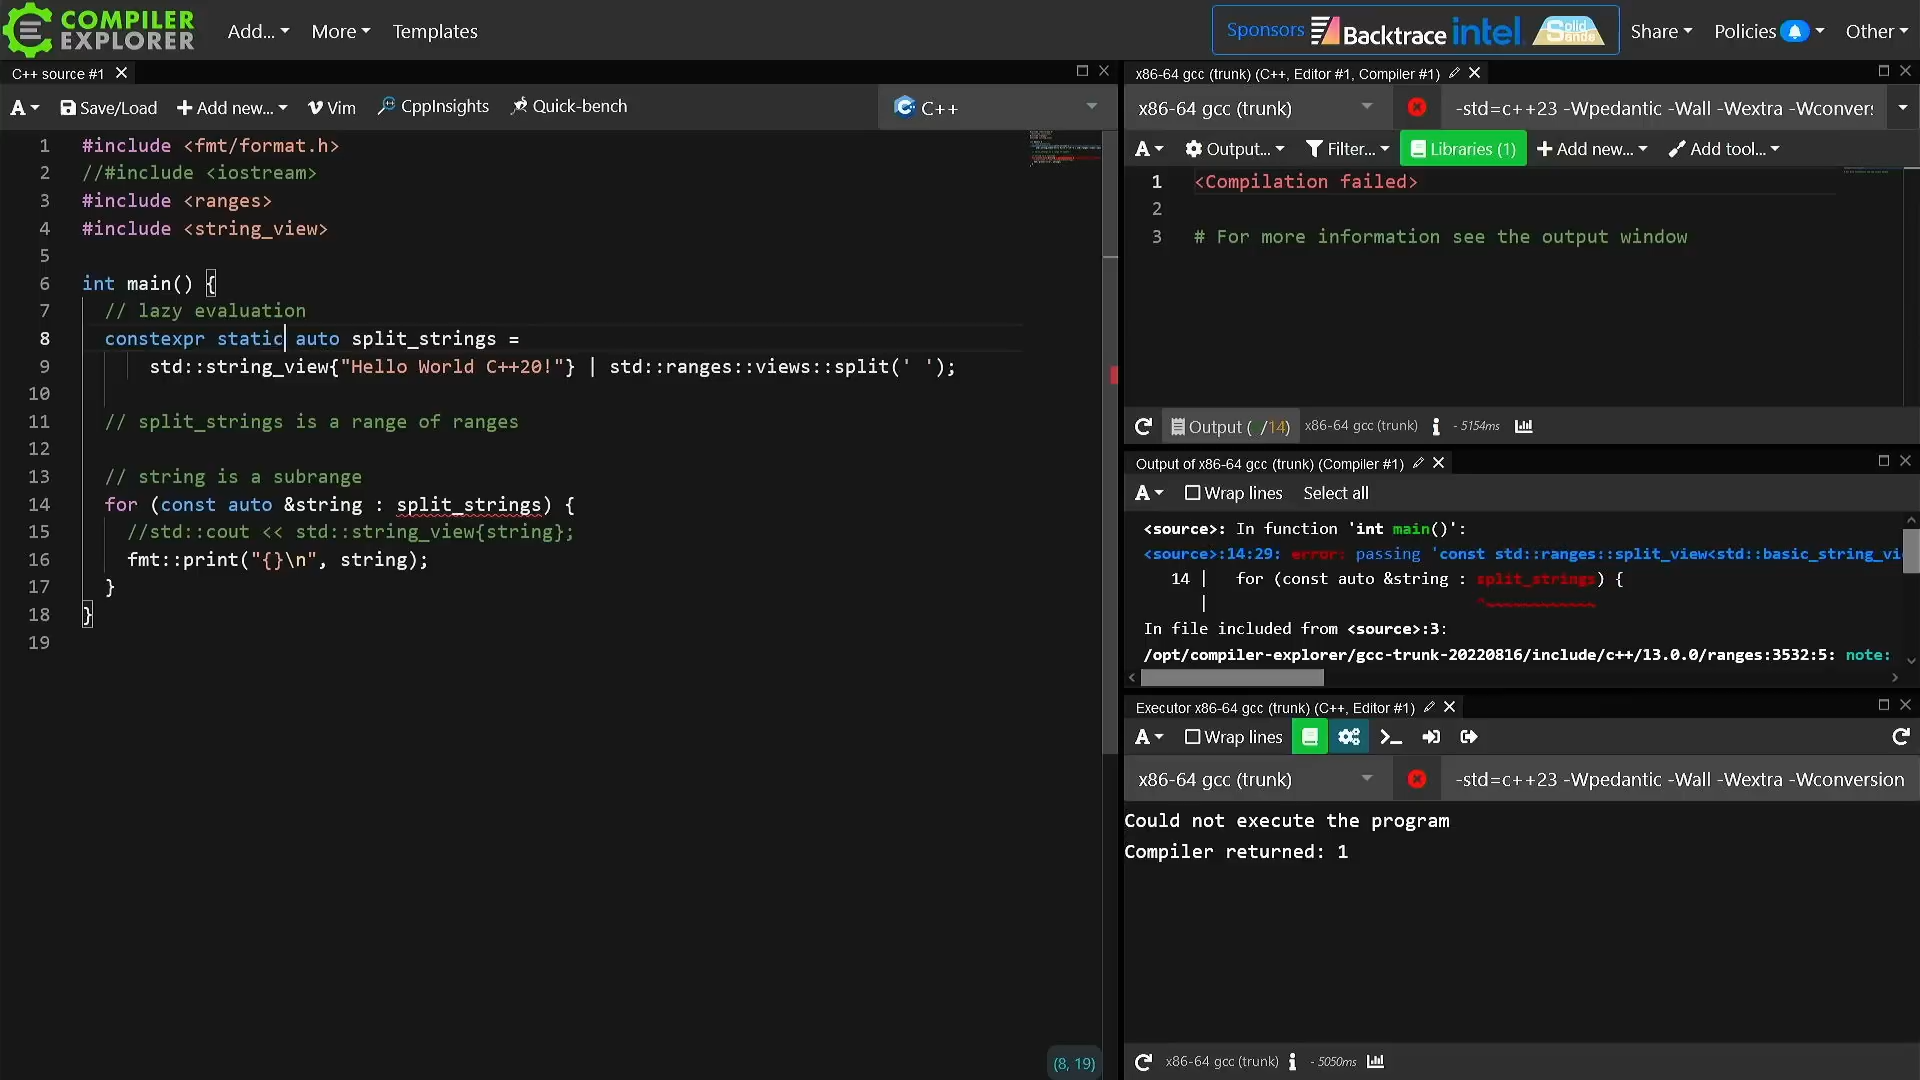 COMPILER
EXPLORER
Add...
More
Templates
Sponsors
Backtrace
intel
Solid
Sands
Share
Policies
Other
C++ source #1
A
Save/Load
Add new...
Vim
CppInsights
Quick-bench
C++
1 #include <fmt/format.h>
2 //#include <iostream>
3 #include <ranges>
4 #include <string_view>
5
6 int main() {
7 // lazy evaluation
8 constexpr static auto split_strings =
9 std::string_view{"Hello World C++20!"} | std::ranges::views::split(' ');
10
11 // split_strings is a range of ranges
12
13 // string is a subrange
14 for (const auto &string : split_strings) {
15 //std::cout << std::string_view{string};
16 fmt::print("{}\n", string);
17 }
18 }
19
(8, 19)
x86-64 gcc (trunk) (C++, Editor #1, Compiler #1)
x86-64 gcc (trunk)
-std=c++23 -Wpedantic -Wall -Wextra -Wconvers
A
Output...
Filter...
Libraries (1)
Add new...
Add tool...
1 <Compilation failed>
2
3 # For more information see the output window
Output ( /14)
x86-64 gcc (trunk)
- 5154ms
Output of x86-64 gcc (trunk) (Compiler #1)
A
Wrap lines
Select all
<source>: In function 'int main()':
<source>:14:29: error: passing 'const std::ranges::split_view<std::basic_string_vi
14 | for (const auto &string : split_strings) {
| ^~~~~~~~~~~~~
In file included from <source>:3:
/opt/compiler-explorer/gcc-trunk-20220816/include/c++/13.0.0/ranges:3532:5: note:
Executor x86-64 gcc (trunk) (C++, Editor #1)
A
Wrap lines
x86-64 gcc (trunk)
-std=c++23 -Wpedantic -Wall -Wextra -Wconversion
Could not execute the program
Compiler returned: 1
x86-64 gcc (trunk)
- 5050ms